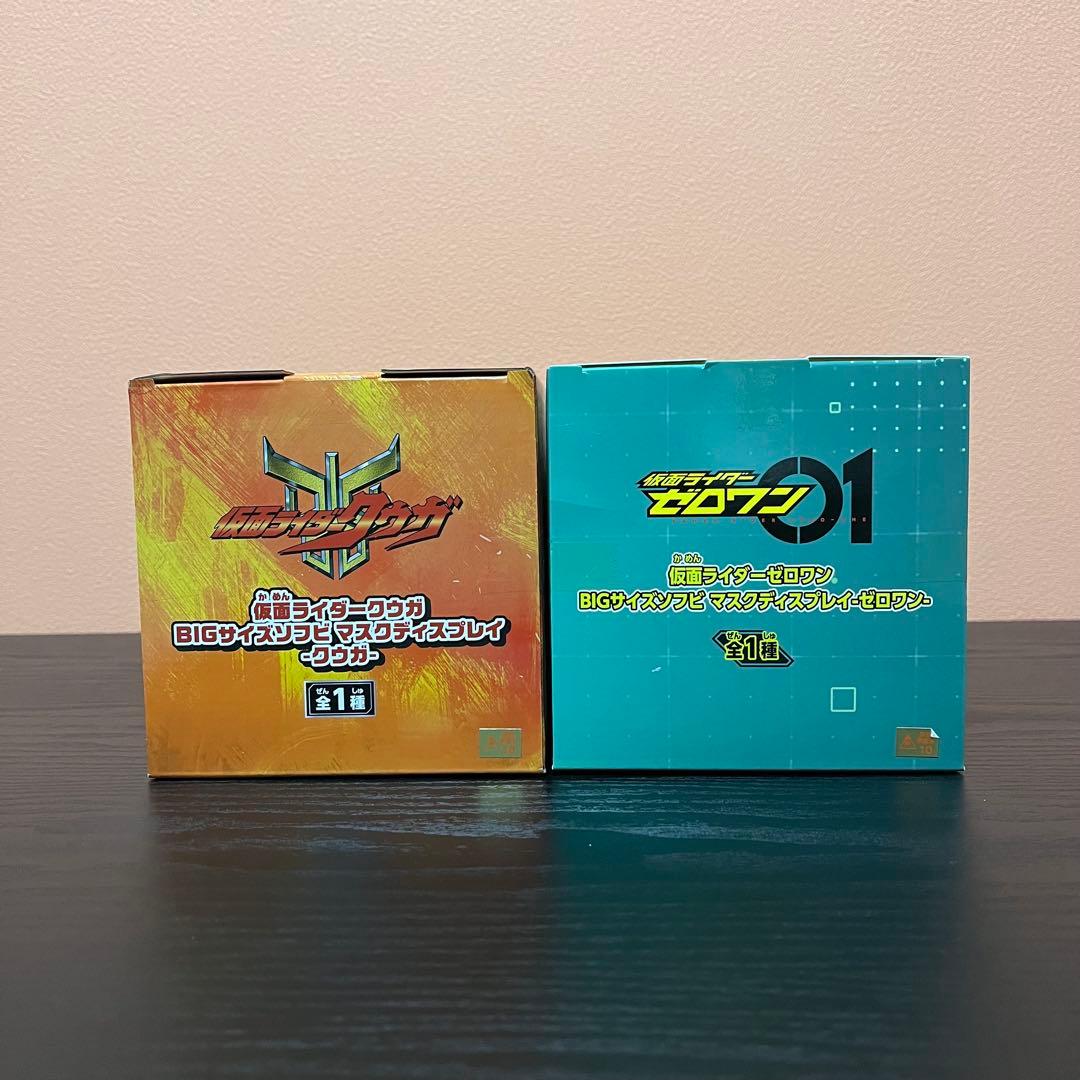 仮面ライダークウガ
かめん
仮面ライダークウガ
BIGサイズソフビ マスクディスプレイ
-クウガ-
ぜん しゅ
全1種
仮面ライダー
ゼロワン 01
かめん
仮面ライダーゼロワン
BIGサイズソフビ マスクディスプレイ-ゼロワン-
ぜん しゅ
全1種
10